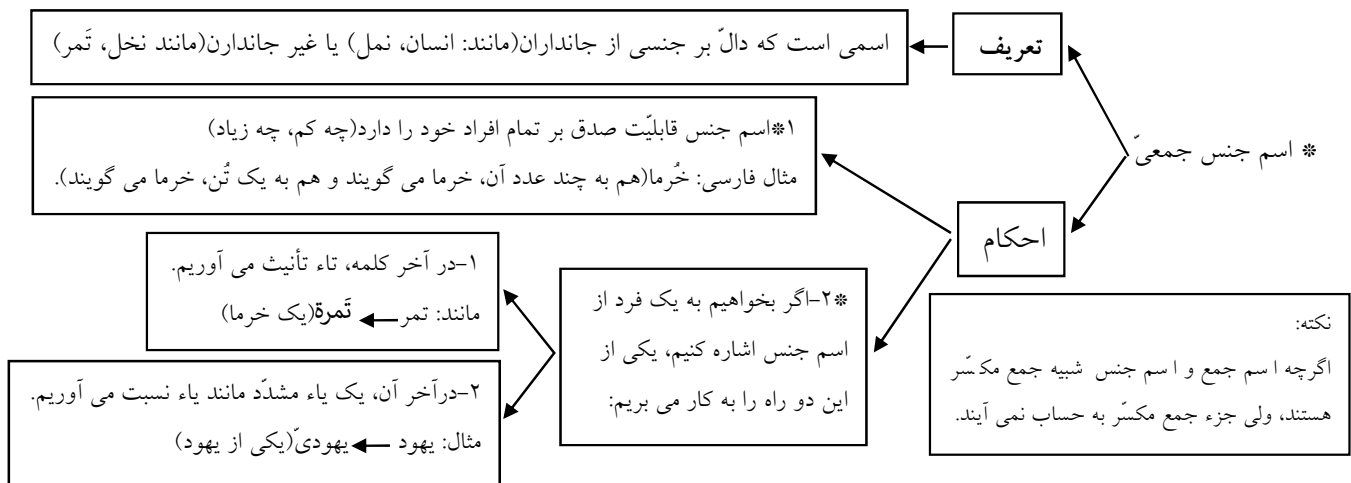 * اسم جنس جمعیّ
تعریف
اسمی است که دالّ بر جنسی از جانداران(مانند: انسان، نمل) یا غیر جاندارن(مانند نخل، تَمر)
احکام
۱*اسم جنس قابلیّت صدق بر تمام افراد خود را دارد(چه کم، چه زیاد)
مثال فارسی: خُرما(هم به چند عدد آن، خرما می گویند و هم به یک تُن، خرما می گویند).
*۲-اگر بخواهیم به یک فرد از
اسم جنس اشاره کنیم، یکی از
این دو راه را به کار می بریم:
۱-در آخر کلمه، تاء تأنیث می آوریم.
مانند: تمر ← تَمرة(یک خرما)
۲-درآخر آن، یک یاء مشدّد مانند یاء نسبت می آوریم.
مثال: یهود ← یهودیّ(یکی از یهود)
نکته:
اگرچه اسم جمع و اسم جنس شبیه جمع مکسّر
هستند، ولی جزء جمع مکسّر به حساب نمی آیند.